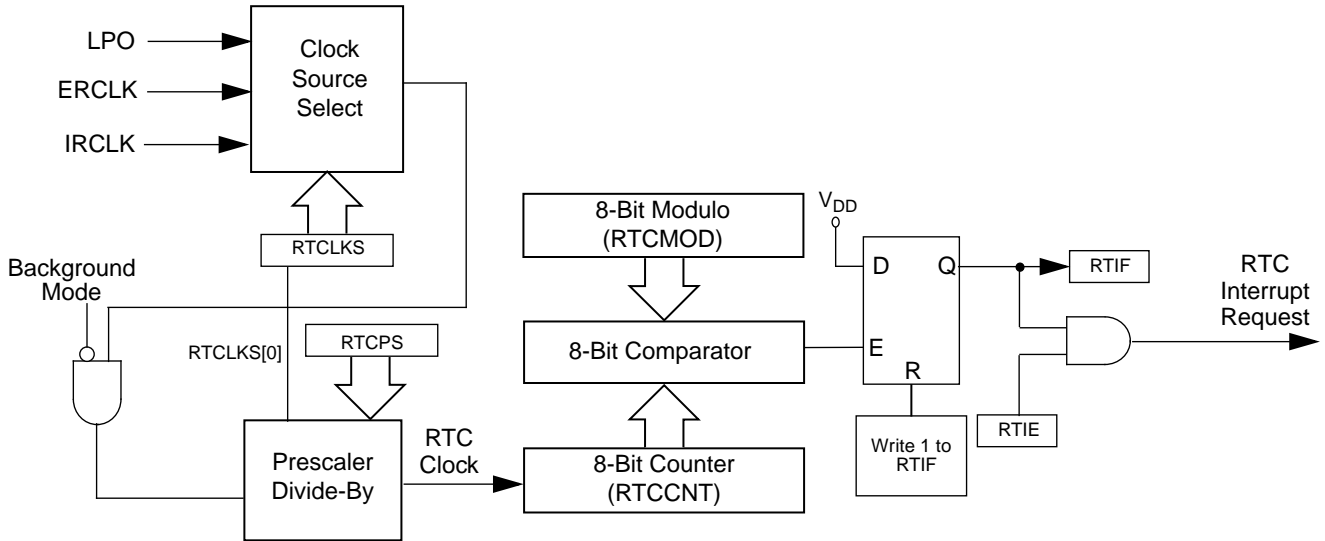 LPO
ERCLK
IRCLK
Clock
Source
Select
RTCLKS
Background
Mode
RTCLKS[0]
RTCPS
Prescaler
Divide-By
RTC
Clock
8-Bit Modulo
(RTCMOD)
8-Bit Comparator
8-Bit Counter
(RTCCNT)
VDD
D
Q
E
R
Write 1 to
RTIF
RTIF
RTIE
RTC
Interrupt
Request